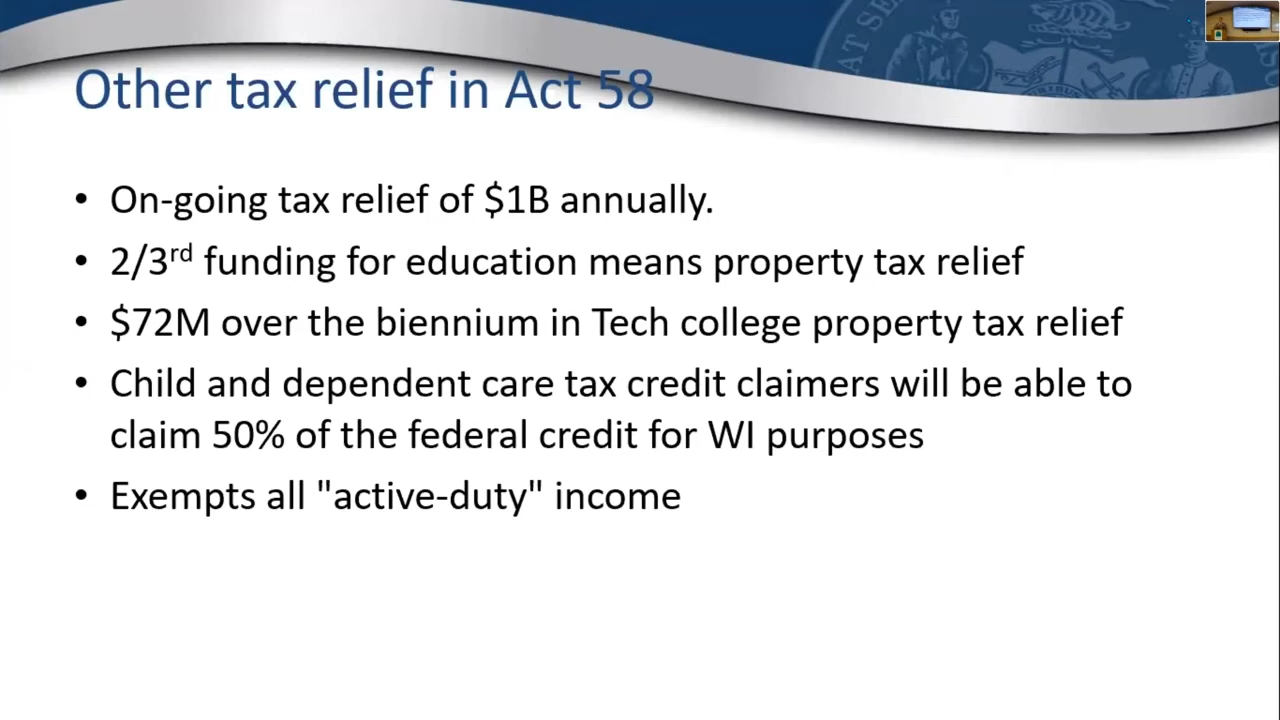 Other tax relief in Act 58
• On-going tax relief of $1B annually.
• 2/3rd funding for education means property tax relief
• $72M over the biennium in Tech college property tax relief
• Child and dependent care tax credit claimers will be able to
claim 50% of the federal credit for WI purposes
• Exempts all "active-duty" income